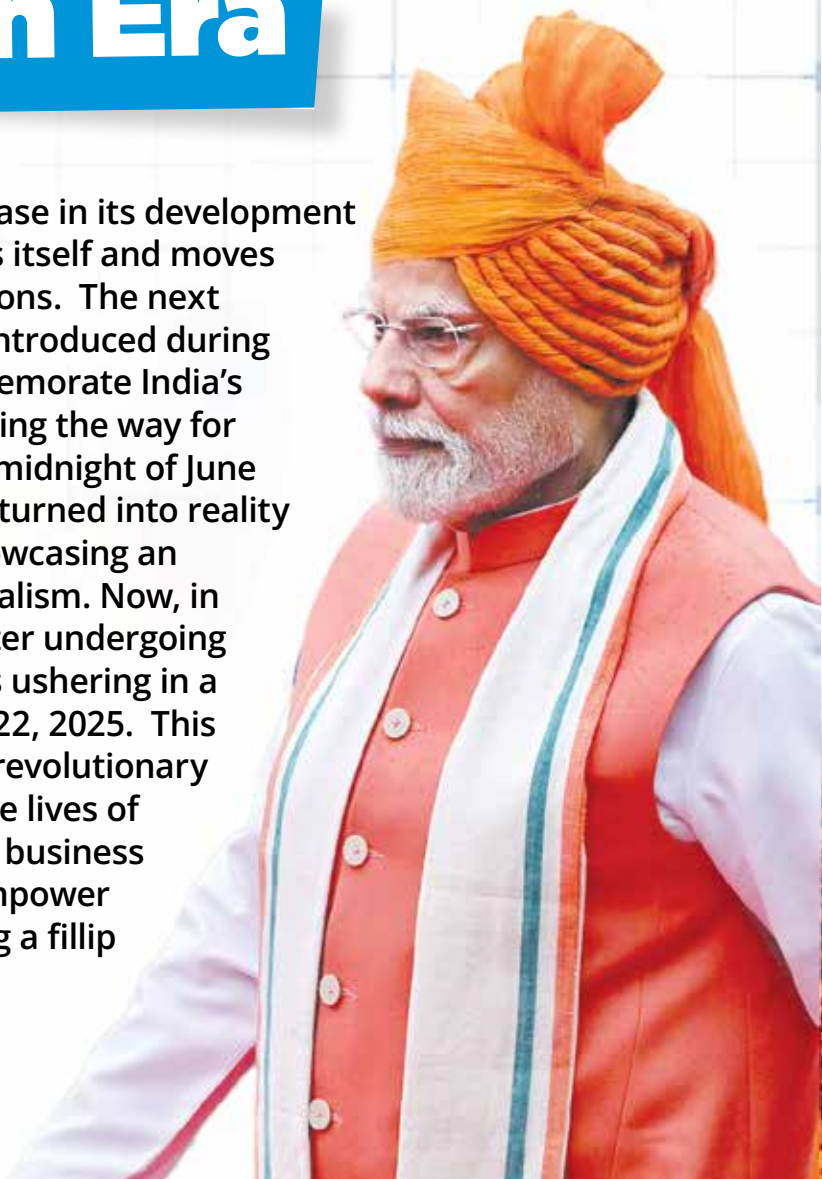 n Era
ase in its development
s itself and moves
ons. The next
ntroduced during
emorate India's
ing the way for
midnight of June
turned into reality
owcasing an
alism. Now, in
ter undergoing
s ushering in a
22, 2025. This
revolutionary
e lives of
business
npower
g a fillip